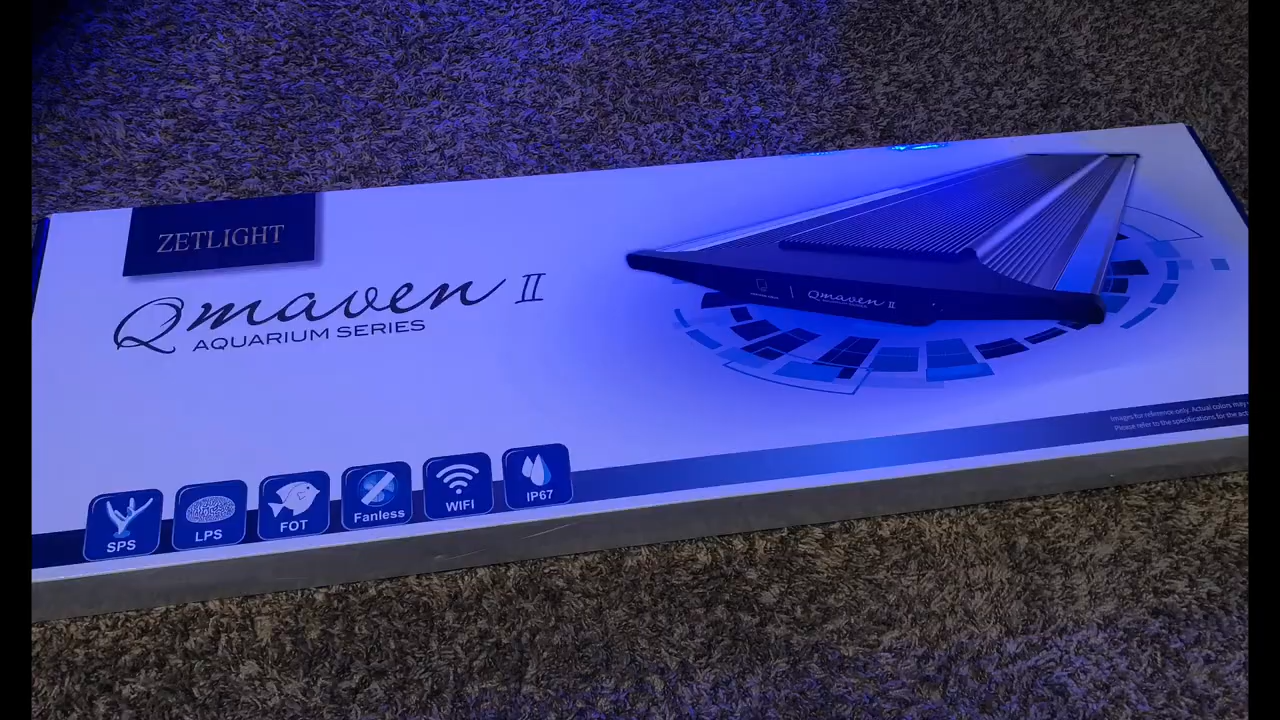 ZETLIGHT
Qmaven II
AQUARIUM SERIES
Qmaven II
Images for reference only. Actual colors may
Please refer to the specifications for the act
SPS
LPS
FOT
Fanless
WIFI
IP67